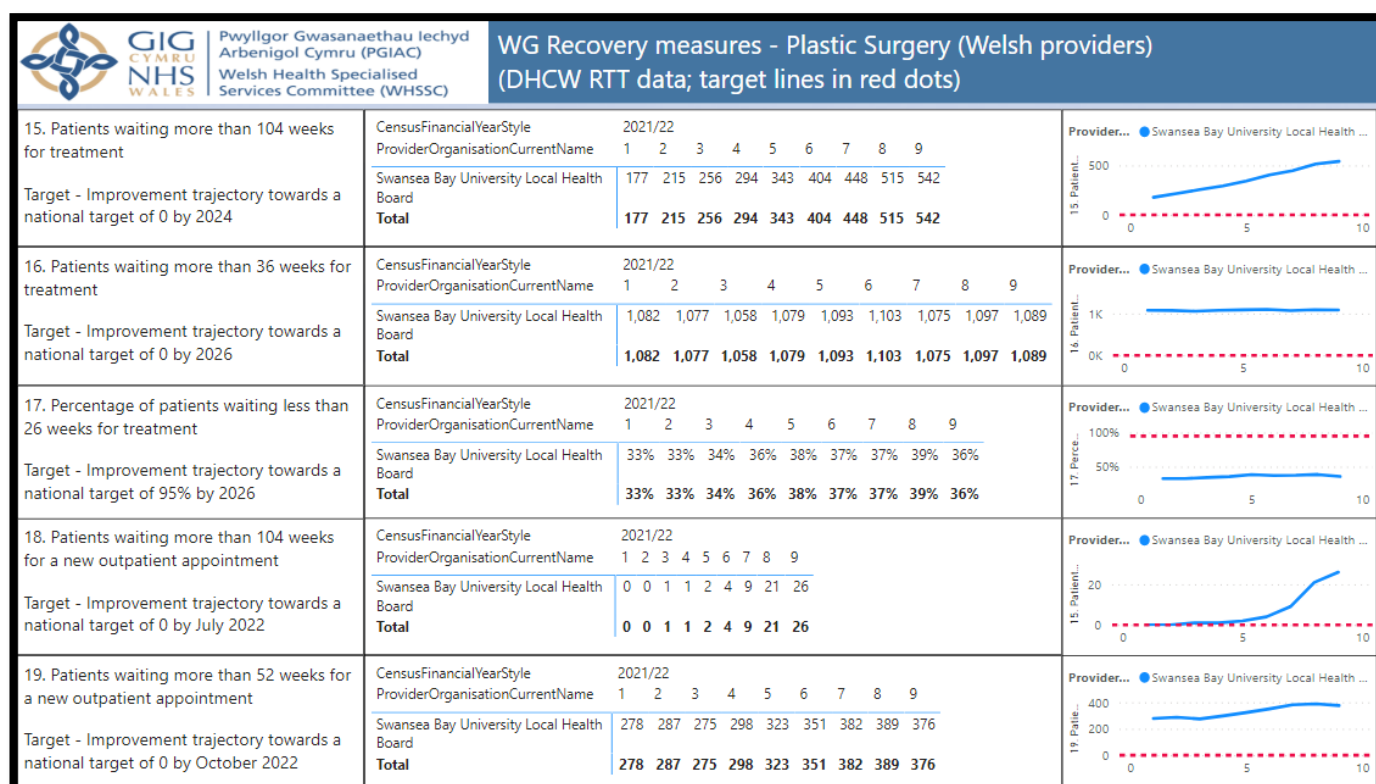 GIG
CYMRU
NHS
WALES
Pwyllgor Gwasanaethau Iechyd
Arbenigol Cymru (PGIAC)
Welsh Health Specialised
Services Committee (WHSSC)
WG Recovery measures - Plastic Surgery (Welsh providers)
(DHCW RTT data; target lines in red dots)
15. Patients waiting more than 104 weeks
for treatment
Target - Improvement trajectory towards a
national target of 0 by 2024
CensusFinancialYearStyle 2021/22
ProviderOrganisationCurrentName 1 2 3 4 5 6 7 8 9
Swansea Bay University Local Health 177 215 256 294 343 404 448 515 542
Board
Total 177 215 256 294 343 404 448 515 542
Provider... Swansea Bay University Local Health ...
15. Patient...
500
0
0 5 10
16. Patients waiting more than 36 weeks for
treatment
Target - Improvement trajectory towards a
national target of 0 by 2026
CensusFinancialYearStyle 2021/22
ProviderOrganisationCurrentName 1 2 3 4 5 6 7 8 9
Swansea Bay University Local Health 1,082 1,077 1,058 1,079 1,093 1,103 1,075 1,097 1,089
Board
Total 1,082 1,077 1,058 1,079 1,093 1,103 1,075 1,097 1,089
Provider... Swansea Bay University Local Health ...
16. Patient...
1K
0K
0 5 10
17. Percentage of patients waiting less than
26 weeks for treatment
Target - Improvement trajectory towards a
national target of 95% by 2026
CensusFinancialYearStyle 2021/22
ProviderOrganisationCurrentName 1 2 3 4 5 6 7 8 9
Swansea Bay University Local Health 33% 33% 34% 36% 38% 37% 37% 39% 36%
Board
Total 33% 33% 34% 36% 38% 37% 37% 39% 36%
Provider... Swansea Bay University Local Health ...
17. Perce...
100%
50%
0 5 10
18. Patients waiting more than 104 weeks
for a new outpatient appointment
Target - Improvement trajectory towards a
national target of 0 by July 2022
CensusFinancialYearStyle 2021/22
ProviderOrganisationCurrentName 1 2 3 4 5 6 7 8 9
Swansea Bay University Local Health 0 0 1 1 2 4 9 21 26
Board
Total 0 0 1 1 2 4 9 21 26
Provider... Swansea Bay University Local Health ...
15. Patient...
20
0
0 5 10
19. Patients waiting more than 52 weeks for
a new outpatient appointment
Target - Improvement trajectory towards a
national target of 0 by October 2022
CensusFinancialYearStyle 2021/22
ProviderOrganisationCurrentName 1 2 3 4 5 6 7 8 9
Swansea Bay University Local Health 278 287 275 298 323 351 382 389 376
Board
Total 278 287 275 298 323 351 382 389 376
Provider... Swansea Bay University Local Health ...
19. Patie...
400
200
0
0 5 10